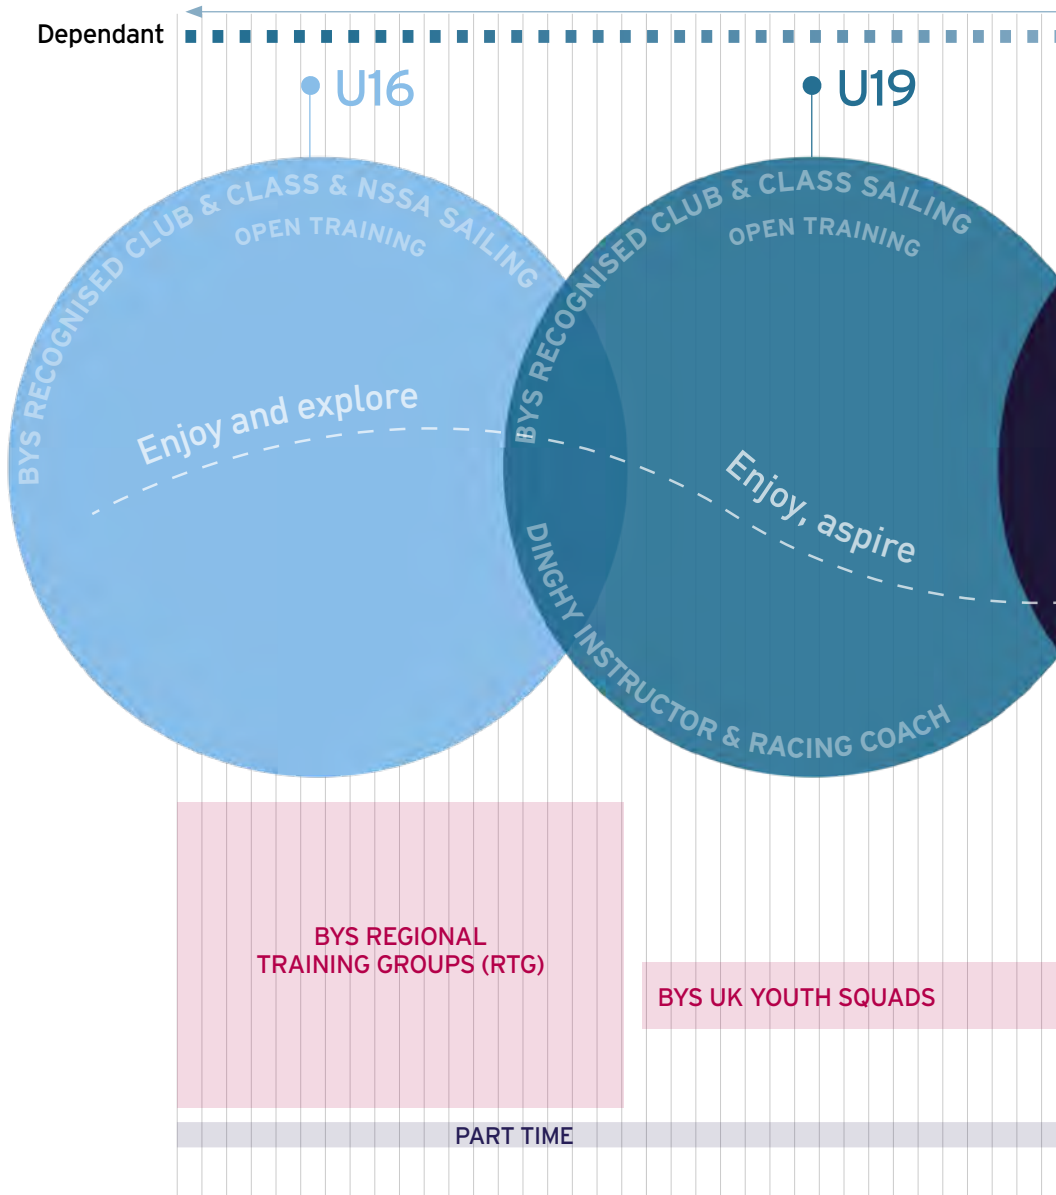 Dependant
U16
U19
BYS RECOGNISED CLUB & CLASS & NSSA SAILING
OPEN TRAINING
BYS RECOGNISED CLUB & CLASS SAILING
OPEN TRAINING
Enjoy and explore
Enjoy, aspire
DINGHY INSTRUCTOR & RACING COACH
BYS REGIONAL
TRAINING GROUPS (RTG)
BYS UK YOUTH SQUADS
PART TIME